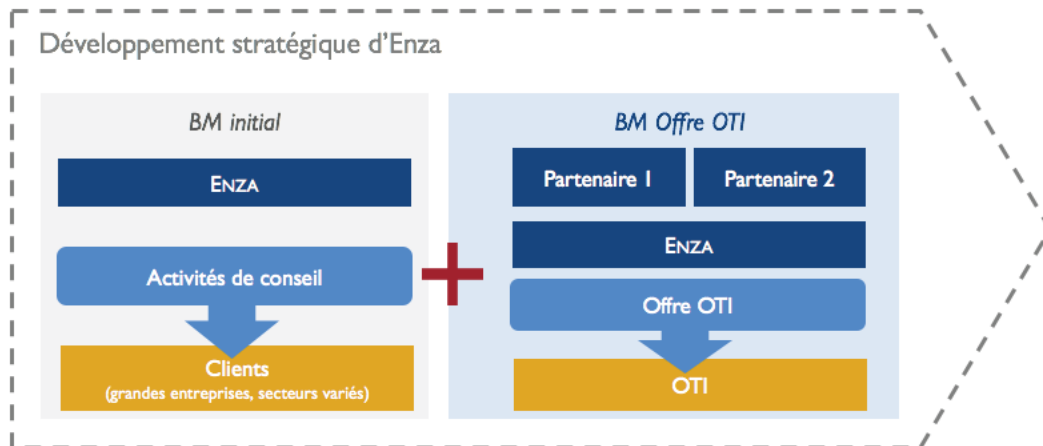 Développement stratégique d'Enza
BM initial
ENZA
Activités de conseil
Clients
(grandes entreprises, secteurs variés)
BM Offre OTI
Partenaire 1
Partenaire 2
ENZA
Offre OTI
OTI